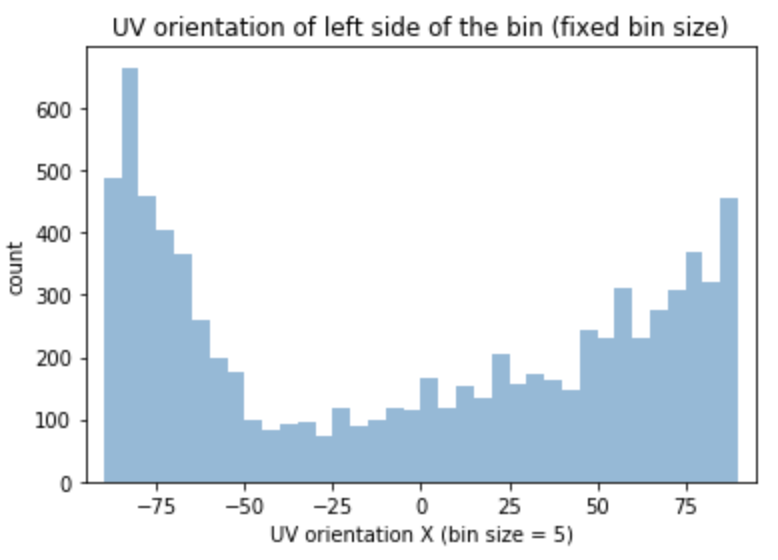 UV orientation of left side of the bin (fixed bin size)
600
500
400
300
200
100
0
count
−75 −50 −25 0 25 50 75
UV orientation X (bin size = 5)